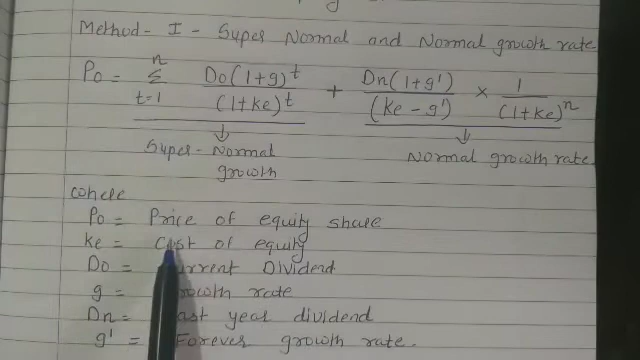 Method - I - Super Normal and Normal growth rate
P0 = n Σ t=1 D0(1+g)^t / (1+ke)^t + Dn(1+g') / (ke-g') × 1 / (1+ke)^n
Super-Normal growth
Normal growth rate.
where
P0 = Price of equity share
ke = Cost of equity
D0 = Current Dividend
g = Growth rate
Dn = Last year dividend
g' = Forever growth rate.